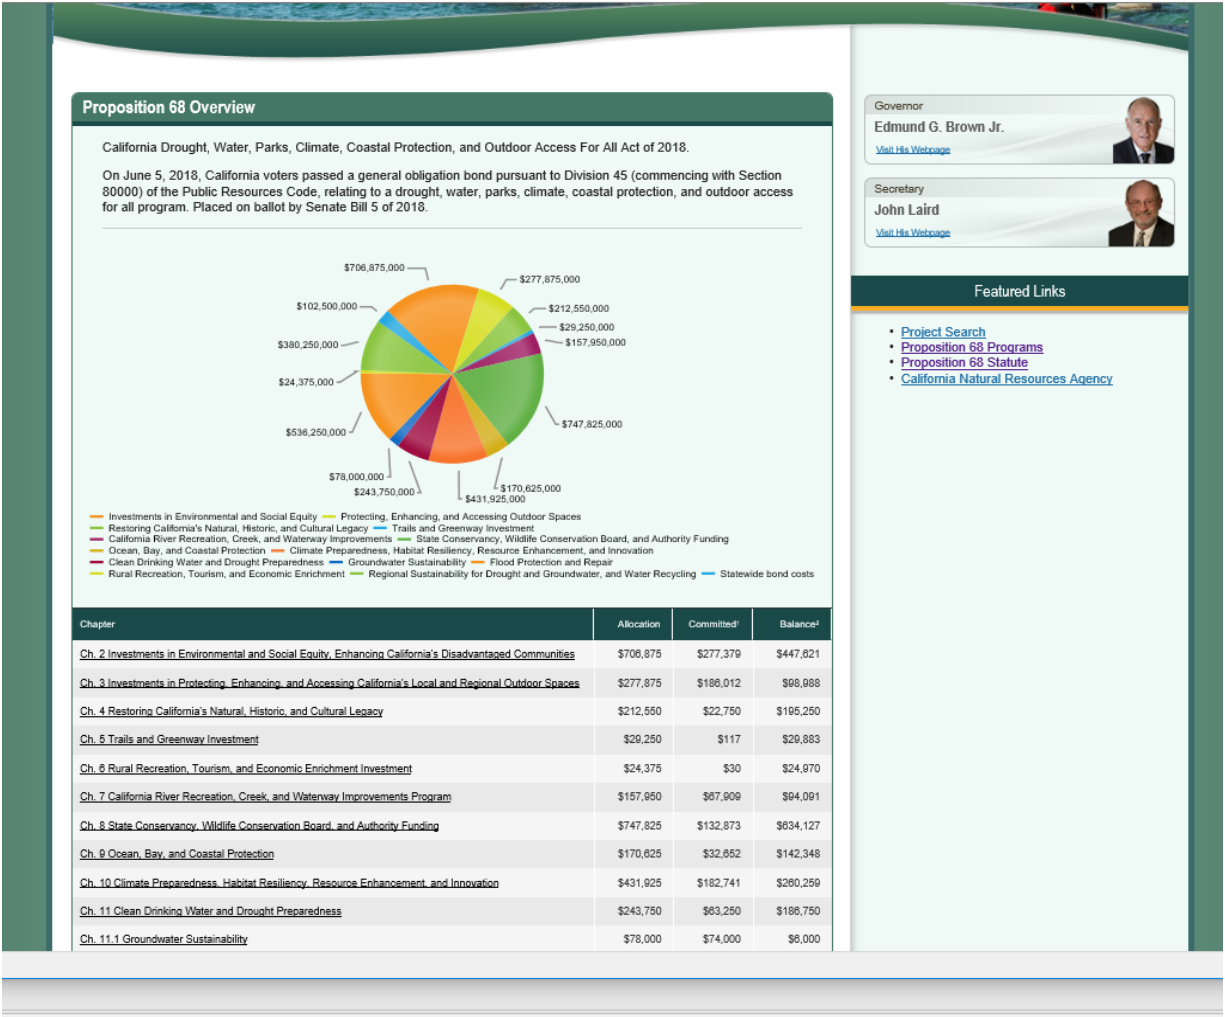 Proposition 68 Overview
California Drought, Water, Parks, Climate, Coastal Protection, and Outdoor Access For All Act of 2018.
On June 5, 2018, California voters passed a general obligation bond pursuant to Division 45 (commencing with Section
80000) of the Public Resources Code, relating to a drought, water, parks, climate, coastal protection, and outdoor access
for all program. Placed on ballot by Senate Bill 5 of 2018.
$706,875,000
$277,875,000
$102,500,000
$212,550,000
$29,250,000
$380,250,000
$157,950,000
$24,375,000
$747,825,000
$536,250,000
$78,000,000
$170,625,000
$243,750,000
$431,925,000
Investments in Environmental and Social Equity Protecting, Enhancing, and Accessing Outdoor Spaces
Restoring California's Natural, Historic, and Cultural Legacy Trails and Greenway Investment
California River Recreation, Creek, and Waterway Improvements State Conservancy, Wildlife Conservation Board, and Authority Funding
Ocean, Bay, and Coastal Protection Climate Preparedness, Habitat Resiliency, Resource Enhancement, and Innovation
Clean Drinking Water and Drought Preparedness Groundwater Sustainability Flood Protection and Repair
Rural Recreation, Tourism, and Economic Enrichment Regional Sustainability for Drought and Groundwater, and Water Recycling Statewide bond costs
Chapter Allocation Committed¹ Balance²
Ch. 2 Investments in Environmental and Social Equity, Enhancing California's Disadvantaged Communities $706,875 $277,379 $447,621
Ch. 3 Investments in Protecting, Enhancing, and Accessing California's Local and Regional Outdoor Spaces $277,875 $186,012 $98,988
Ch. 4 Restoring California's Natural, Historic, and Cultural Legacy $212,550 $22,750 $195,250
Ch. 5 Trails and Greenway Investment $29,250 $117 $29,883
Ch. 6 Rural Recreation, Tourism, and Economic Enrichment Investment $24,375 $30 $24,970
Ch. 7 California River Recreation, Creek, and Waterway Improvements Program $157,950 $67,909 $94,091
Ch. 8 State Conservancy, Wildlife Conservation Board, and Authority Funding $747,825 $132,873 $634,127
Ch. 9 Ocean, Bay, and Coastal Protection $170,625 $32,652 $142,348
Ch. 10 Climate Preparedness, Habitat Resiliency, Resource Enhancement, and Innovation $431,925 $182,741 $260,259
Ch. 11 Clean Drinking Water and Drought Preparedness $243,750 $63,250 $186,750
Ch. 11.1 Groundwater Sustainability $78,000 $74,000 $6,000
Governor
Edmund G. Brown Jr.
Visit His Webpage
Secretary
John Laird
Visit His Webpage
Featured Links
• Project Search
• Proposition 68 Programs
• Proposition 68 Statute
• California Natural Resources Agency